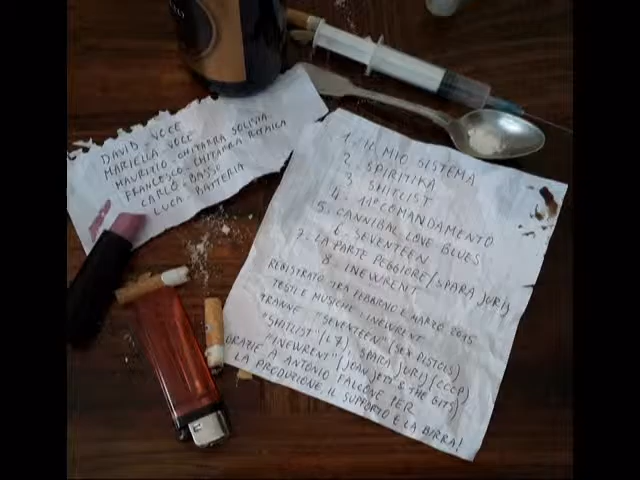 DAVID - VOCE
MARIELLA - VOCE
MAURITIO - CHITARRA SOLISTA
FRANCESCO - CHITARRA RITMICA
CARLO - BASSO
LUCA - BATTERIA
1. IL MIO SISTEMA
2 SPIRITIKA
3 SHITLIST
4. 11°COMANDAMENTO
5. CANNIBAL LOVE BLUES
6. SEVENTEEN
7. LA PARTE PEGGIORE/SPARA JURIJ
8. INEWRENT
REGISTRATO TRA FEBBRAIO E MARZO 2015
TESTI E MUSICHE: INEWRENT
TRANNE "SEVENTEEN" (SEX PISTOLS)
"SHITLIST" (L7) SPARA JURIJ (CCCP)
"INEWRENT" (JOAN JETT & THE BITS)
GRAZIE A ANTONIO FALCONE PER
LA PRODUZIONE, IL SUPPORTO E LA BIRRA!